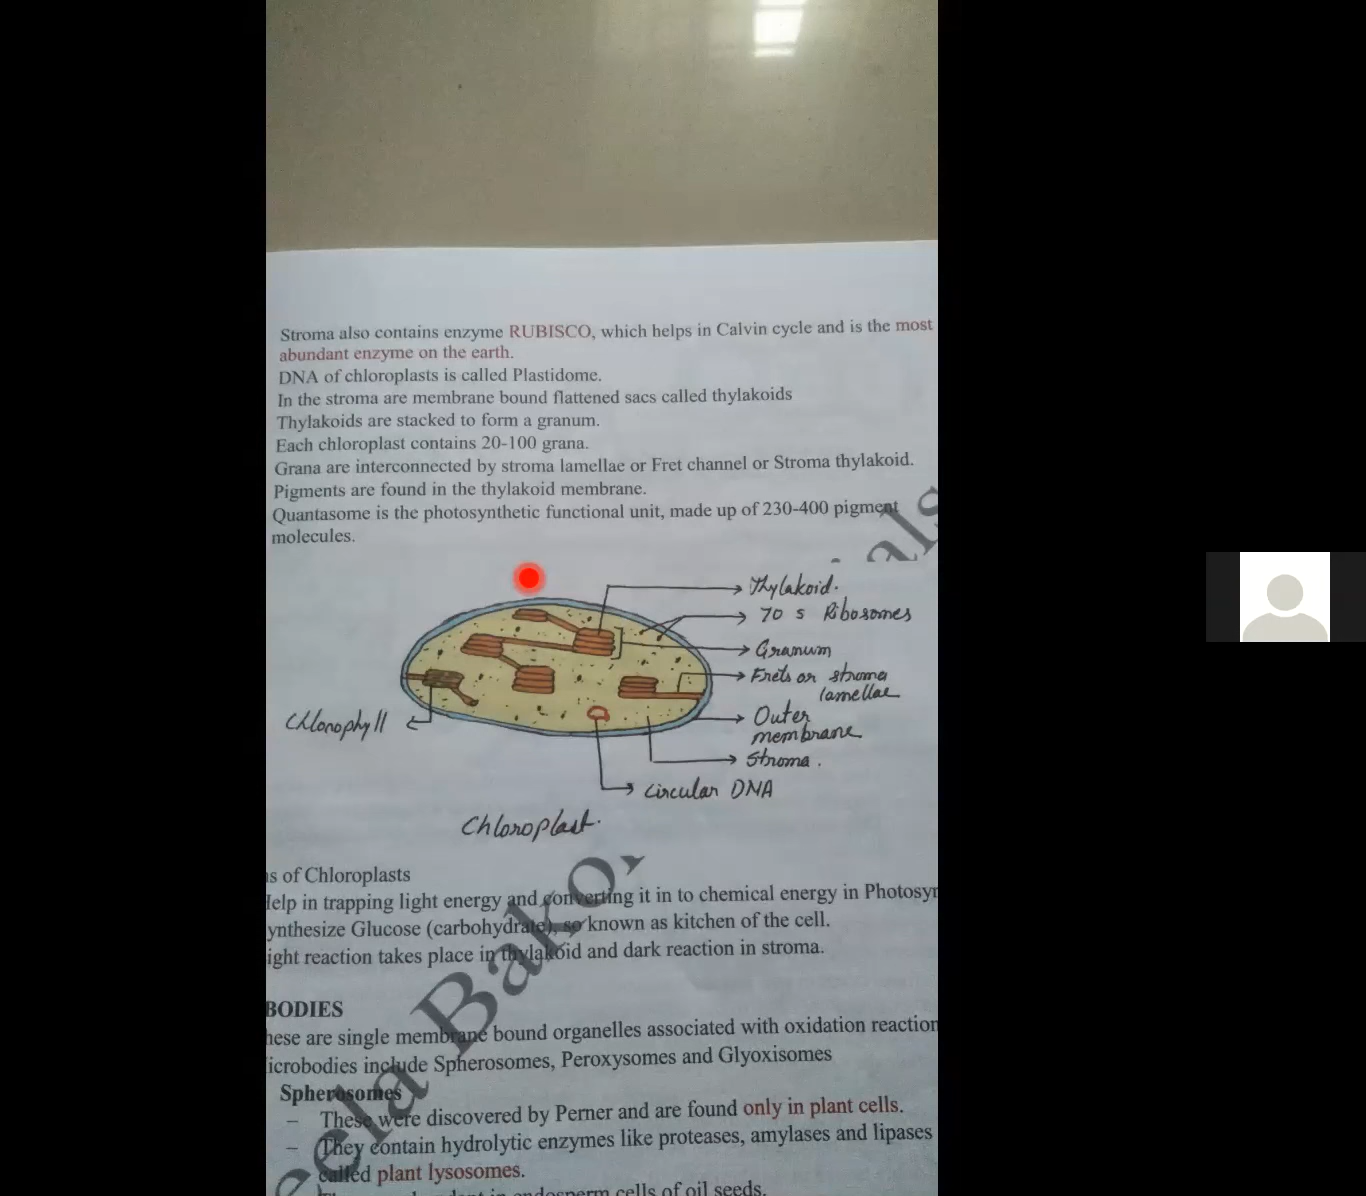 Stroma also contains enzyme RUBISCO, which helps in Calvin cycle and is the most
abundant enzyme on the earth.
DNA of chloroplasts is called Plastidome.
In the stroma are membrane bound flattened sacs called thylakoids
Thylakoids are stacked to form a granum.
Each chloroplast contains 20-100 grana.
Grana are interconnected by stroma lamellae or Fret channel or Stroma thylakoid.
Pigments are found in the thylakoid membrane.
Quantasome is the photosynthetic functional unit, made up of 230-400 pigment
molecules.
Thylakoid.
70 s Ribosomes
Granum
Frets or stroma
lamellae
Chlorophyll
Outer
membrane
Stroma.
Circular DNA
Chloroplast.
s of Chloroplasts
elp in trapping light energy and converting it in to chemical energy in Photosyn
ynthesize Glucose (carbohydrate), so known as kitchen of the cell.
ight reaction takes place in thylakoid and dark reaction in stroma.
BODIES
hese are single membrane bound organelles associated with oxidation reaction
icrobodies include Spherosomes, Peroxysomes and Glyoxisomes
Spherosomes
– These were discovered by Perner and are found only in plant cells.
– They contain hydrolytic enzymes like proteases, amylases and lipases
called plant lysosomes.
endosperm cells of oil seeds.